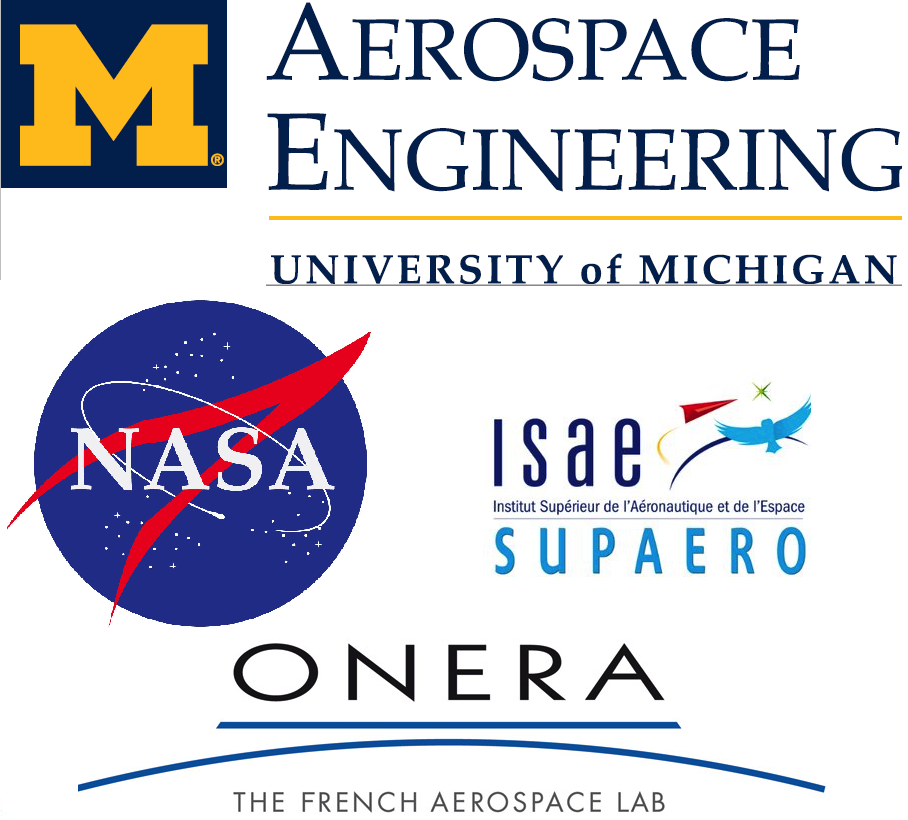 M®
AEROSPACE
ENGINEERING
UNIVERSITY of MICHIGAN
NASA
isae
Institut Supérieur de l'Aéronautique et de l'Espace
SUPAERO
ONERA
THE FRENCH AEROSPACE LAB